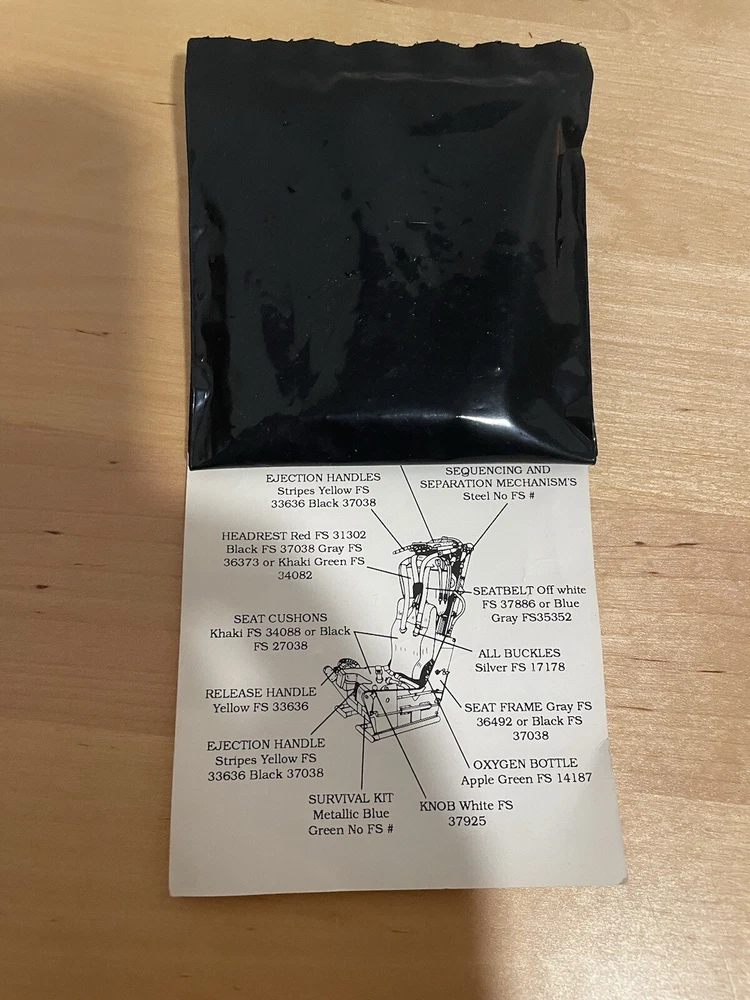 EJECTION HANDLES
Stripes Yellow FS
33636 Black 37038
SEQUENCING AND
SEPARATION MECHANISM'S
Steel No FS #
HEADREST Red FS 31302
Black FS 37038 Gray FS
36373 or Khaki Green FS
34082
SEATBELT Off white
FS 37886 or Blue
Gray FS35352
SEAT CUSHONS
Khaki FS 34088 or Black
FS 27038
ALL BUCKLES
Silver FS 17178
RELEASE HANDLE
Yellow FS 33636
SEAT FRAME Gray FS
36492 or Black FS
37038
EJECTION HANDLE
Stripes Yellow FS
33636 Black 37038
OXYGEN BOTTLE
Apple Green FS 14187
SURVIVAL KIT
Metallic Blue
Green No FS #
KNOB White FS
37925